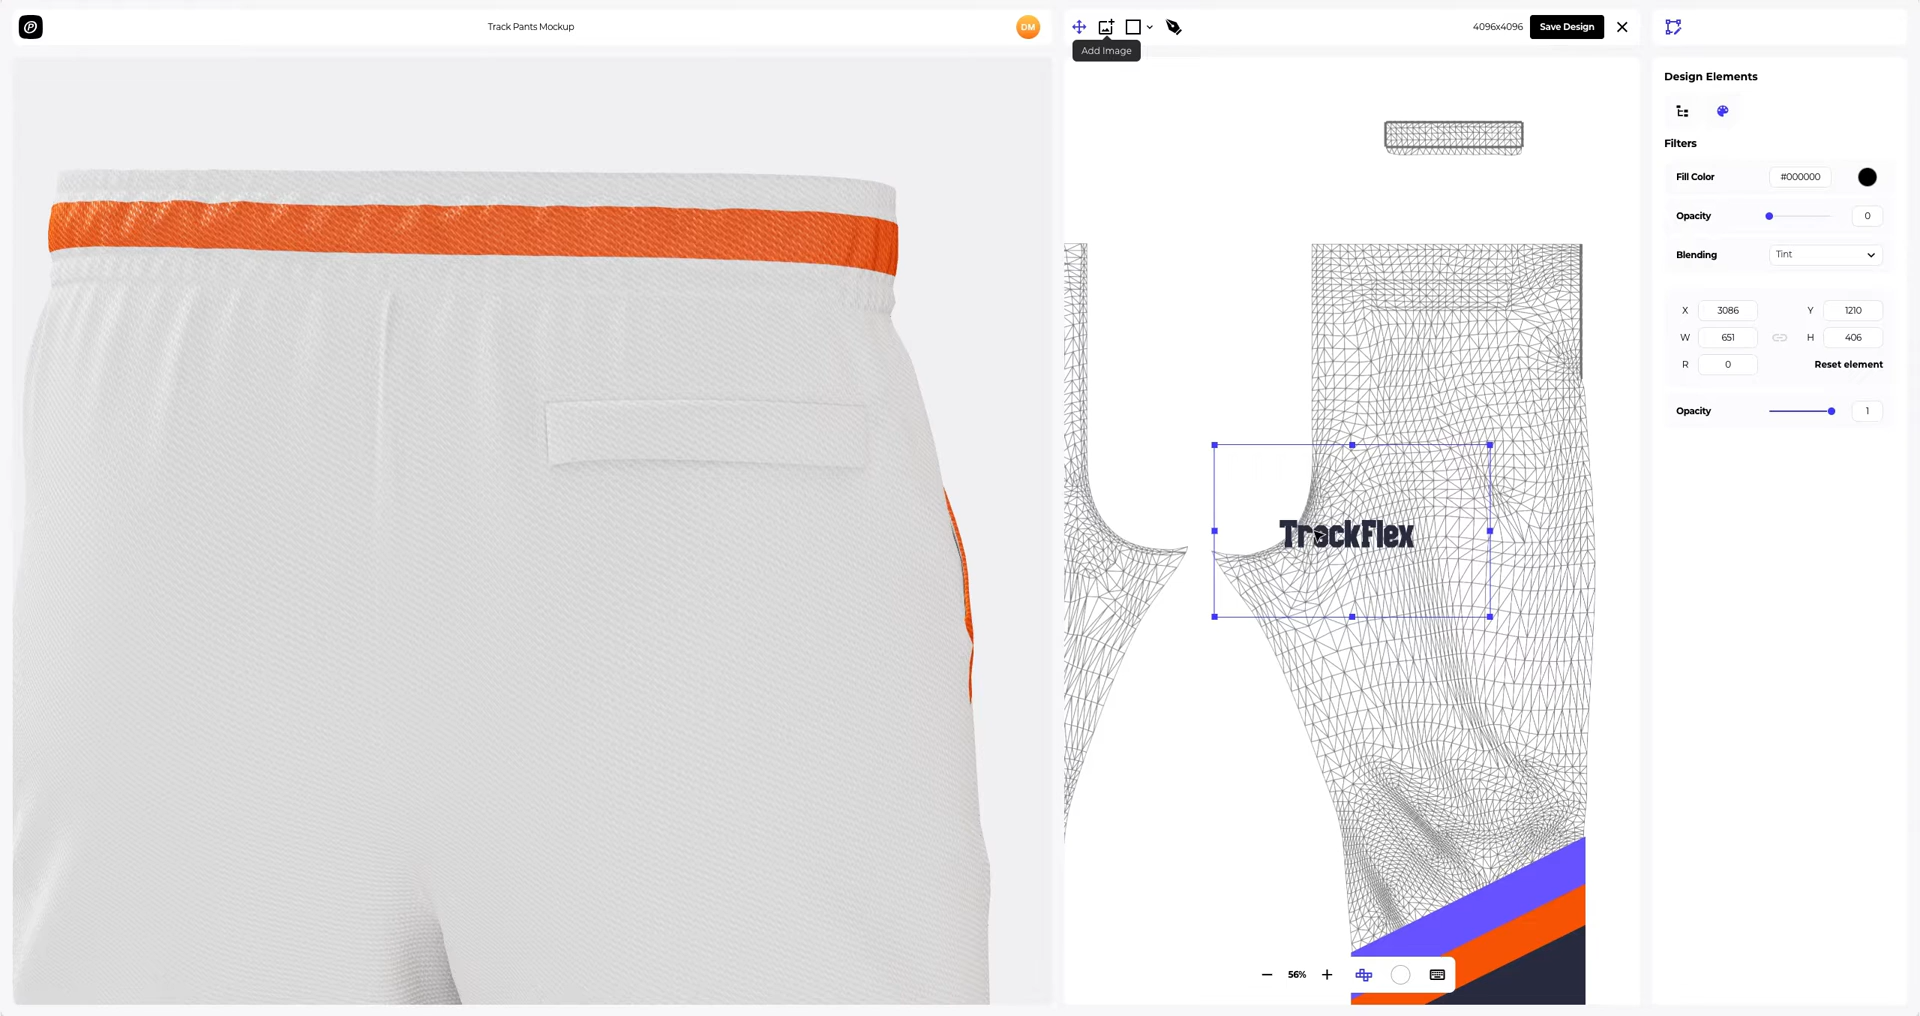 Track Pants Mockup
DM
4096x4096
Save Design
Add Image
Design Elements
Filters
Fill Color
#000000
Opacity
0
Blending
Tint
X
3086
Y
1210
W
651
H
406
R
0
Reset element
Opacity
1
TrackFlex
56%